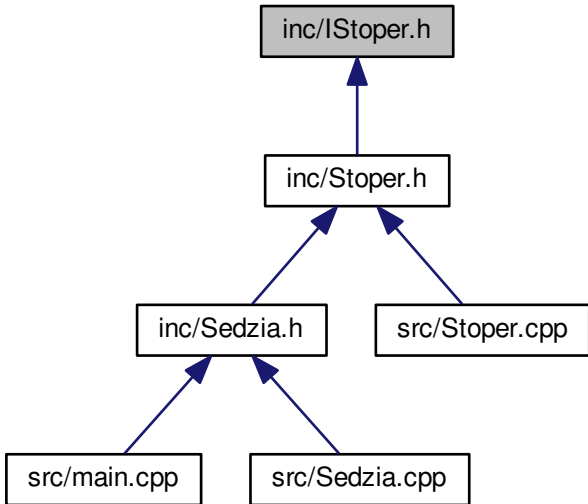 inc/IStoper.h
inc/Stoper.h
inc/Sedzia.h
src/Stoper.cpp
src/main.cpp
src/Sedzia.cpp